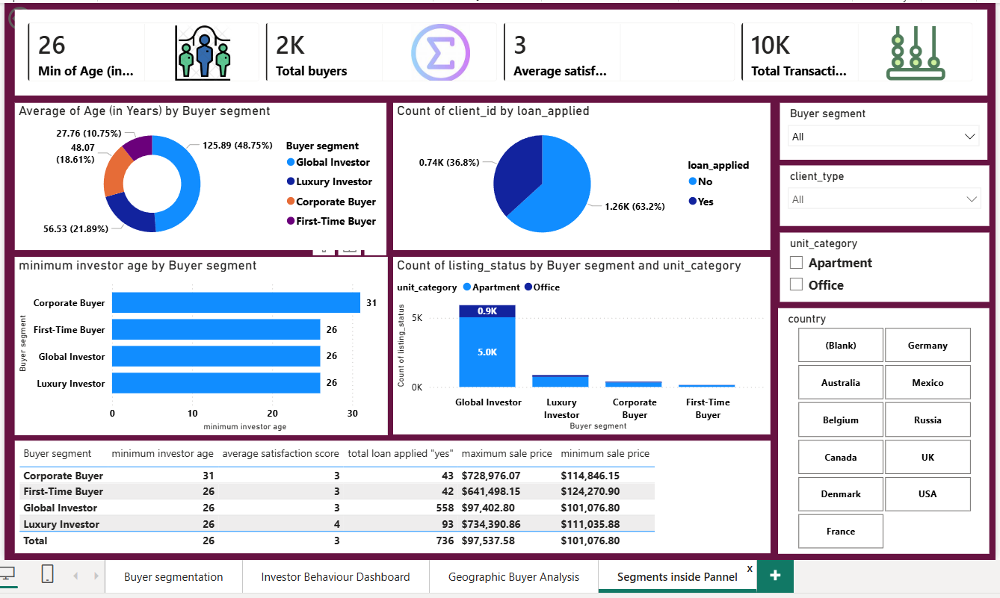 26
Min of Age (in...
2K
Total buyers
3
Average satisf...
10K
Total Transacti...
Average of Age (in Years) by Buyer segment
27.76 (10.75%)
48.07
(18.61%)
125.89 (48.75%)
56.53 (21.89%)
Buyer segment
Global Investor
Luxury Investor
Corporate Buyer
First-Time Buyer
Count of client_id by loan_applied
0.74K (36.8%)
1.26K (63.2%)
loan_applied
No
Yes
Buyer segment
All
client_type
All
unit_category
Apartment
Office
minimum investor age by Buyer segment
Buyer segment
Corporate Buyer 31
First-Time Buyer 26
Global Investor 26
Luxury Investor 26
0 10 20 30
minimum investor age
Count of listing_status by Buyer segment and unit_category
unit_category Apartment Office
Count of listing_status
5K
0K
0.9K
5.0K
Global Investor
Luxury
Investor
Corporate
Buyer
First-Time
Buyer
Buyer segment
country
(Blank) Germany
Australia Mexico
Belgium Russia
Canada UK
Denmark USA
France
Buyer segment minimum investor age average satisfaction score total loan applied "yes" maximum sale price minimum sale price
Corporate Buyer 31 3 43 $728,976.07 $114,846.15
First-Time Buyer 26 3 42 $641,498.15 $124,270.90
Global Investor 26 3 558 $97,402.80 $101,076.80
Luxury Investor 26 4 93 $734,390.86 $111,035.88
Total 26 3 736 $97,537.58 $101,076.80
Buyer segmentation Investor Behaviour Dashboard Geographic Buyer Analysis Segments inside Pannel x +